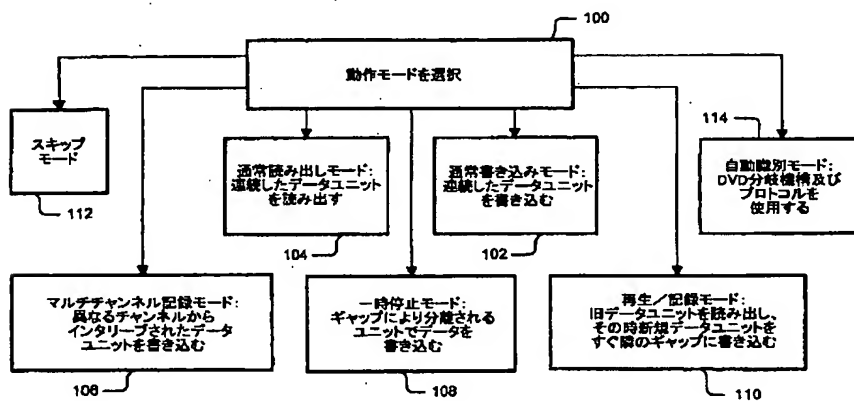 100
動作モードを選択
スキップ
モード
112
通常読み出しモード:
連続したデータユニット
を読み出す
104
通常書き込みモード:
連続したデータユニット
を書き込む
102
114
自動識別モード:
DVD分岐機構及び
プロトコルを
使用する
マルチチャンネル記録モード:
異なるチャンネルから
インタリーブされたデータ
ユニットを書き込む
106
一時停止モード:
ギャップにより分離される
ユニットでデータを
書き込む
108
再生/記録モード:
旧データユニットを読み出し、
その時新規データユニットを
すぐ隣のギャップに書き込む
110